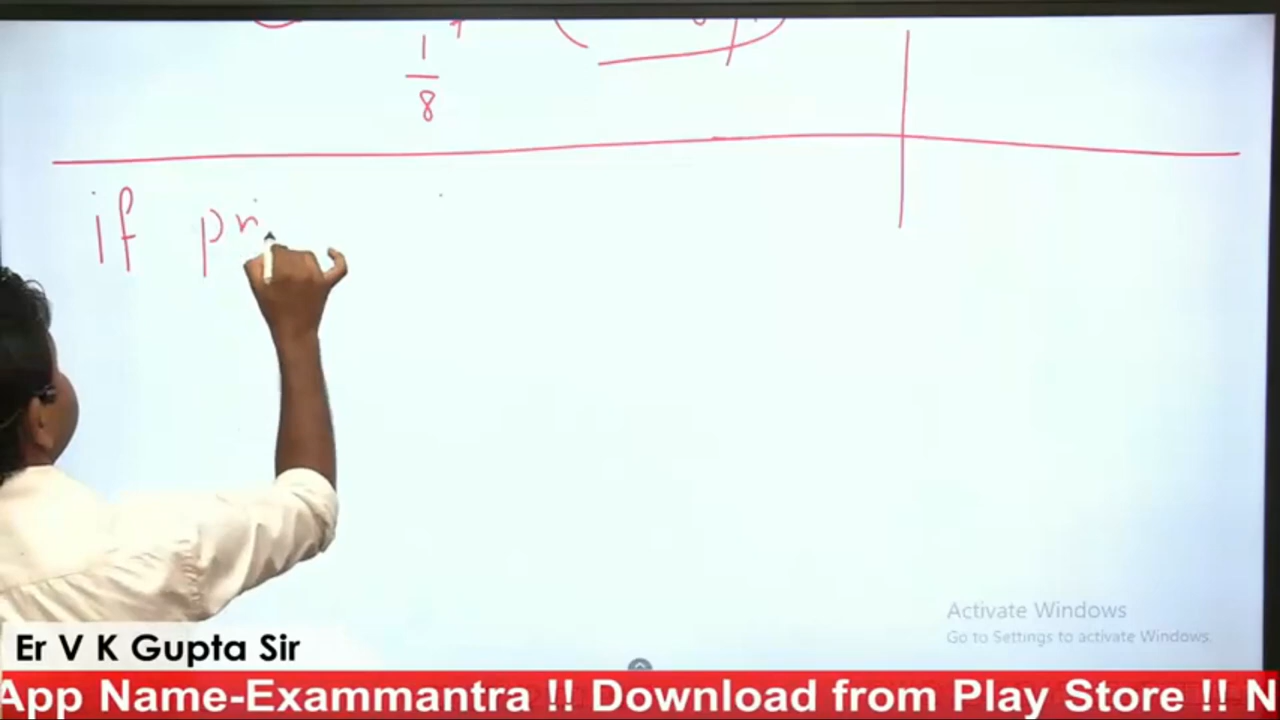 1
8
if pri
Activate Windows
Go to Settings to activate Windows.
Er V K Gupta Sir
App Name-Exammantra !! Download from Play Store !! N